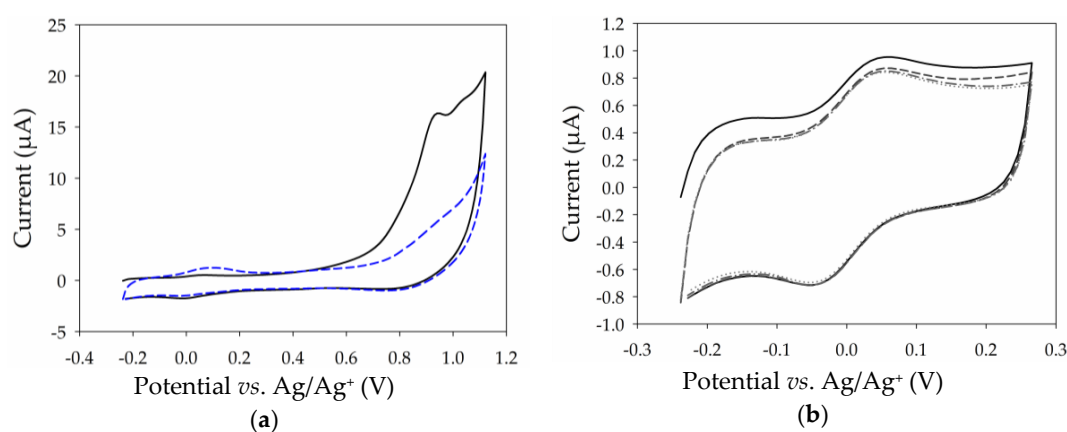 25
20
15
10
5
0
-5
Current (µA)
-0.4 -0.2 0.0 0.2 0.4 0.6 0.8 1.0 1.2
Potential vs. Ag/Ag⁺ (V)
(a)
1.2
1.0
0.8
0.6
0.4
0.2
0.0
-0.2
-0.4
-0.6
-0.8
-1.0
Current (µA)
-0.3 -0.2 -0.1 0.0 0.1 0.2 0.3
Potential vs. Ag/Ag⁺ (V)
(b)